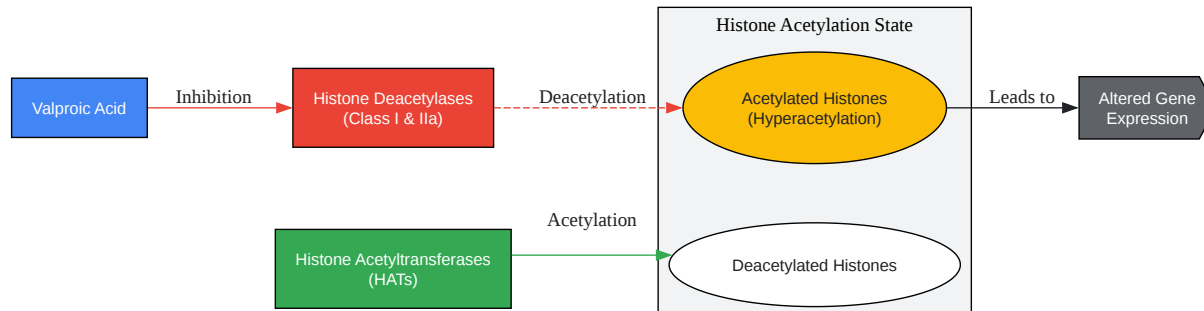 Histone Acetylation State
Valproic Acid
Inhibition
Histone Deacetylases
(Class I & IIa)
Deacetylation
Acetylated Histones
(Hyperacetylation)
Leads to
Altered Gene
Expression
Histone Acetyltransferases
(HATs)
Acetylation
Deacetylated Histones